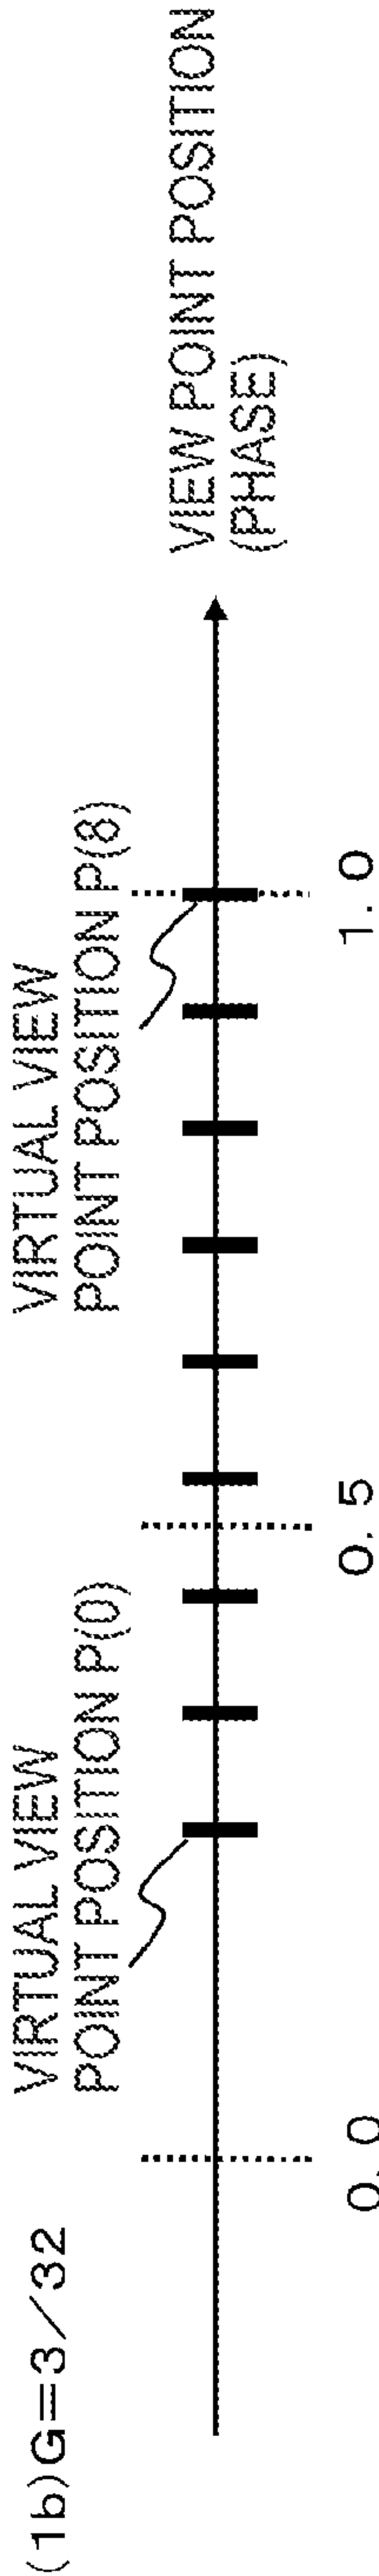 (1b)G=3／32
VIRTUAL VIEW
POINT POSITION P(0)
VIRTUAL VIEW
POINT POSITION P(8)
VIEW POINT POSITION
(PHASE)
0. 0
0. 5
1. 0